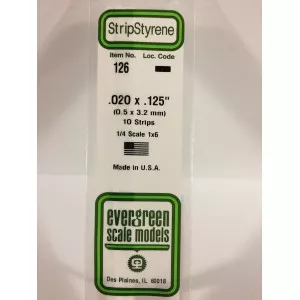 StripStyrene
Item No. Loc. Code
126
.020 x .125"
(0.5 x 3.2 mm)
10 Strips
1/4 Scale 1x6
Made in U.S.A.
evergreen
scale models
Des Plaines, IL 60018